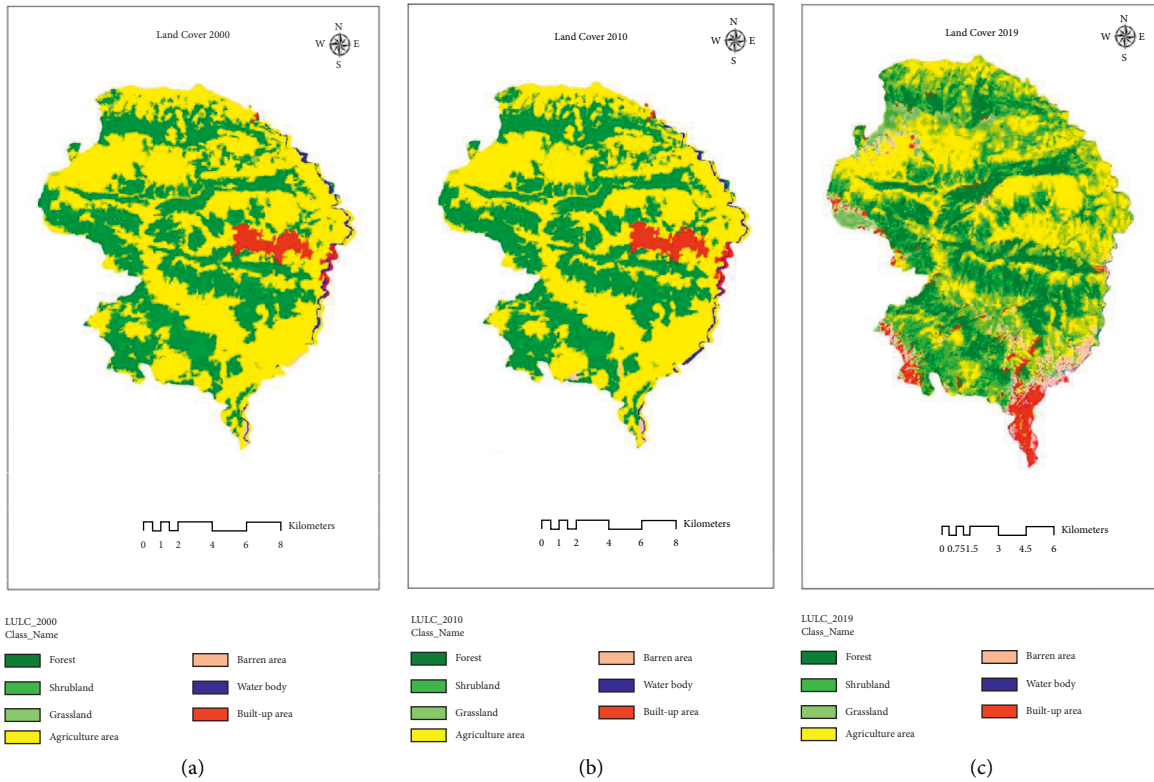 Land Cover 2000
N
W E
S
Kilometers
0 1 2 4 6 8
LULC_2000
Class_Name
Forest
Shrubland
Grassland
Agriculture area
Barren area
Water body
Built-up area
(a)
Land Cover 2010
N
W E
S
Kilometers
0 1 2 4 6 8
LULC_2010
Class_Name
Forest
Shrubland
Grassland
Agriculture area
Barren area
Water body
Built-up area
(b)
Land Cover 2019
N
W E
S
Kilometers
0 0.75 1.5 3 4.5 6
LULC_2019
Class_Name
Forest
Shrubland
Grassland
Agriculture area
Barren area
Water body
Built-up area
(c)